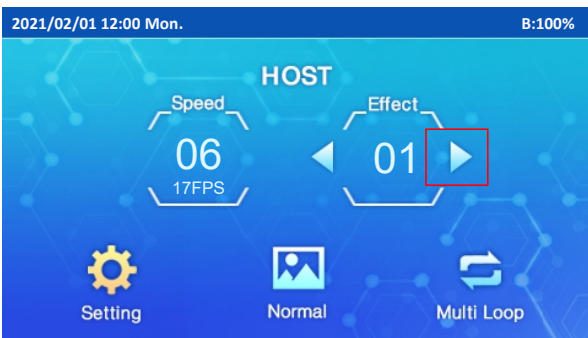 2021/02/01 12:00 Mon. B:100%
HOST
Speed Effect
06 01
17FPS
Setting Normal Multi Loop